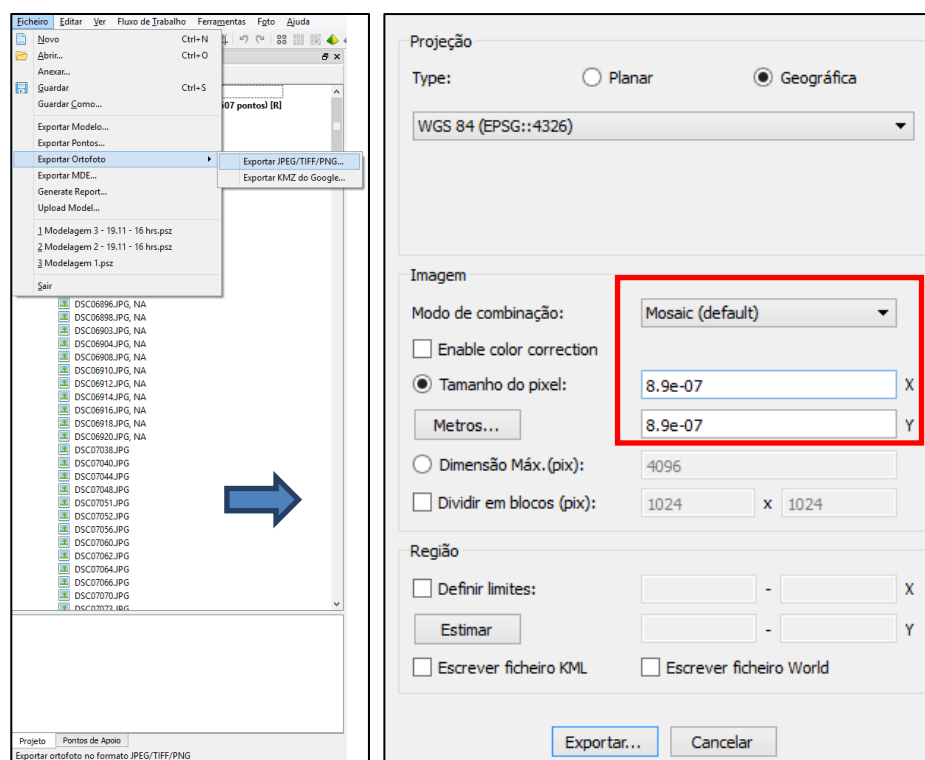 Ficheiro Editar Ver Fluxo de Trabalho Ferramentas Foto Ajuda
Novo Ctrl+N
Abrir... Ctrl+O
Anexar...
Guardar Ctrl+S
Guardar Como...
507 pontos) [R]
Exportar Modelo...
Exportar Pontos...
Exportar Ortofoto
Exportar JPEG/TIFF/PNG...
Exportar MDE...
Exportar KMZ do Google...
Generate Report...
Upload Model...
1 Modelagem 3 - 19.11 - 16 hrs.psz
2 Modelagem 2 - 19.11 - 16 hrs.psz
3 Modelagem 1.psz
Sair
DSC06896.JPG, NA
DSC06898.JPG, NA
DSC06903.JPG, NA
DSC06904.JPG, NA
DSC06908.JPG, NA
DSC06910.JPG, NA
DSC06912.JPG, NA
DSC06914.JPG, NA
DSC06916.JPG, NA
DSC06918.JPG, NA
DSC06920.JPG, NA
DSC07038.JPG
DSC07040.JPG
DSC07044.JPG
DSC07048.JPG
DSC07051.JPG
DSC07052.JPG
DSC07056.JPG
DSC07060.JPG
DSC07062.JPG
DSC07064.JPG
DSC07066.JPG
DSC07070.JPG
DSC07073.JPG
Projeto Pontos de Apoio
Exportar ortofoto no formato JPEG/TIFF/PNG
Projeção
Type: Planar Geográfica
WGS 84 (EPSG::4326)
Imagem
Modo de combinação: Mosaic (default)
Enable color correction
Tamanho do pixel: 8.9e-07 X
Metros... 8.9e-07 Y
Dimensão Máx.(pix): 4096
Dividir em blocos (pix): 1024 x 1024
Região
Definir limites: - X
Estimar - Y
Escrever ficheiro KML Escrever ficheiro World
Exportar... Cancelar